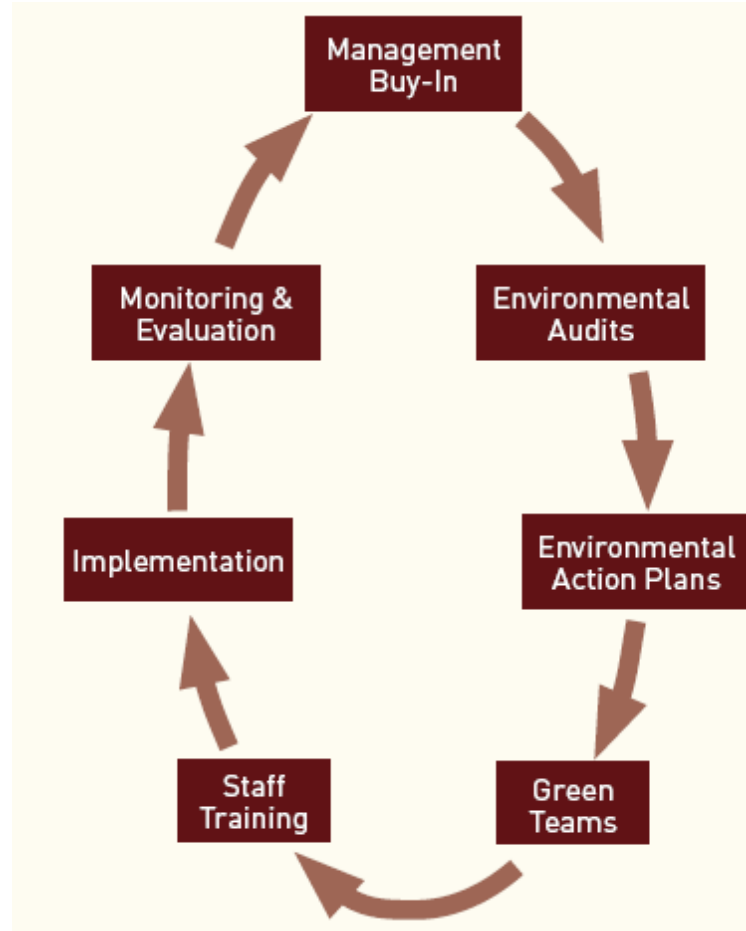 Management
Buy-In
Environmental
Audits
Environmental
Action Plans
Green
Teams
Staff
Training
Implementation
Monitoring &
Evaluation